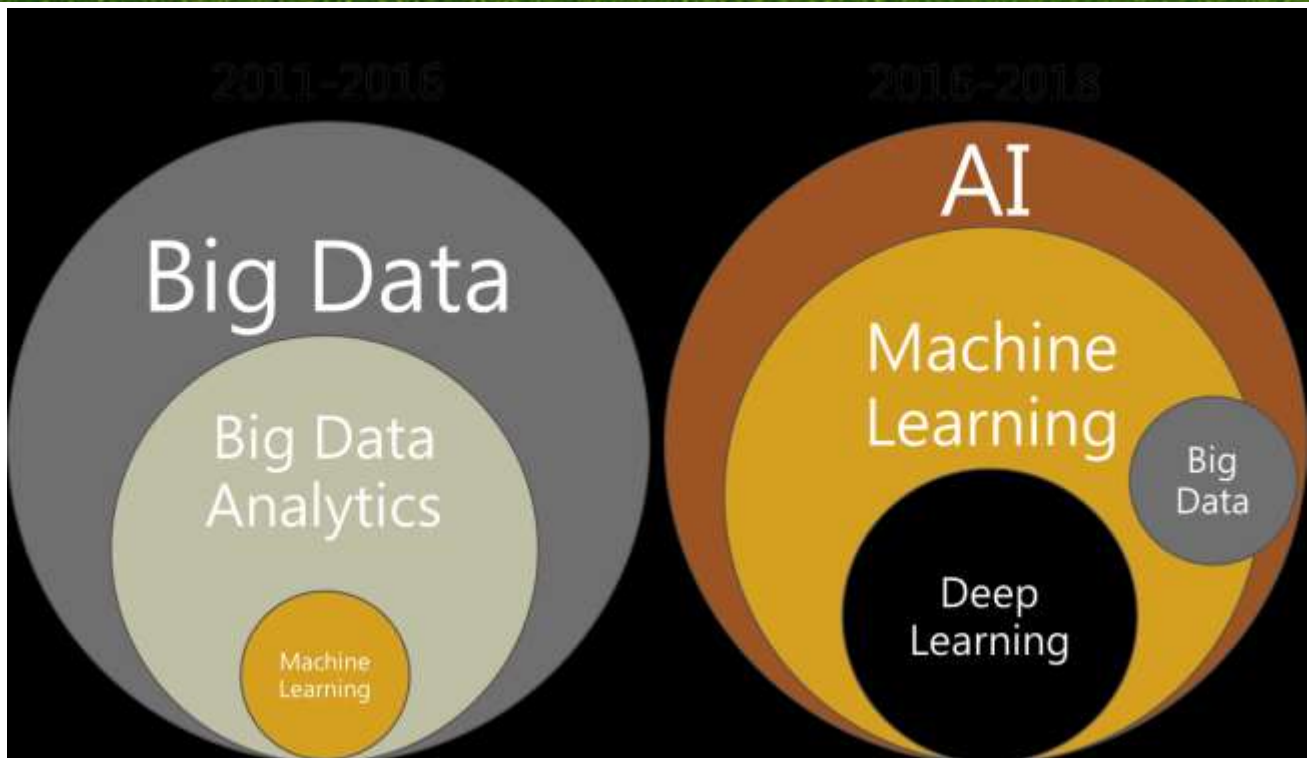 2011-2016
Big Data
Big Data
Analytics
Machine
Learning
2016-2018
AI
Machine
Learning
Big
Data
Deep
Learning